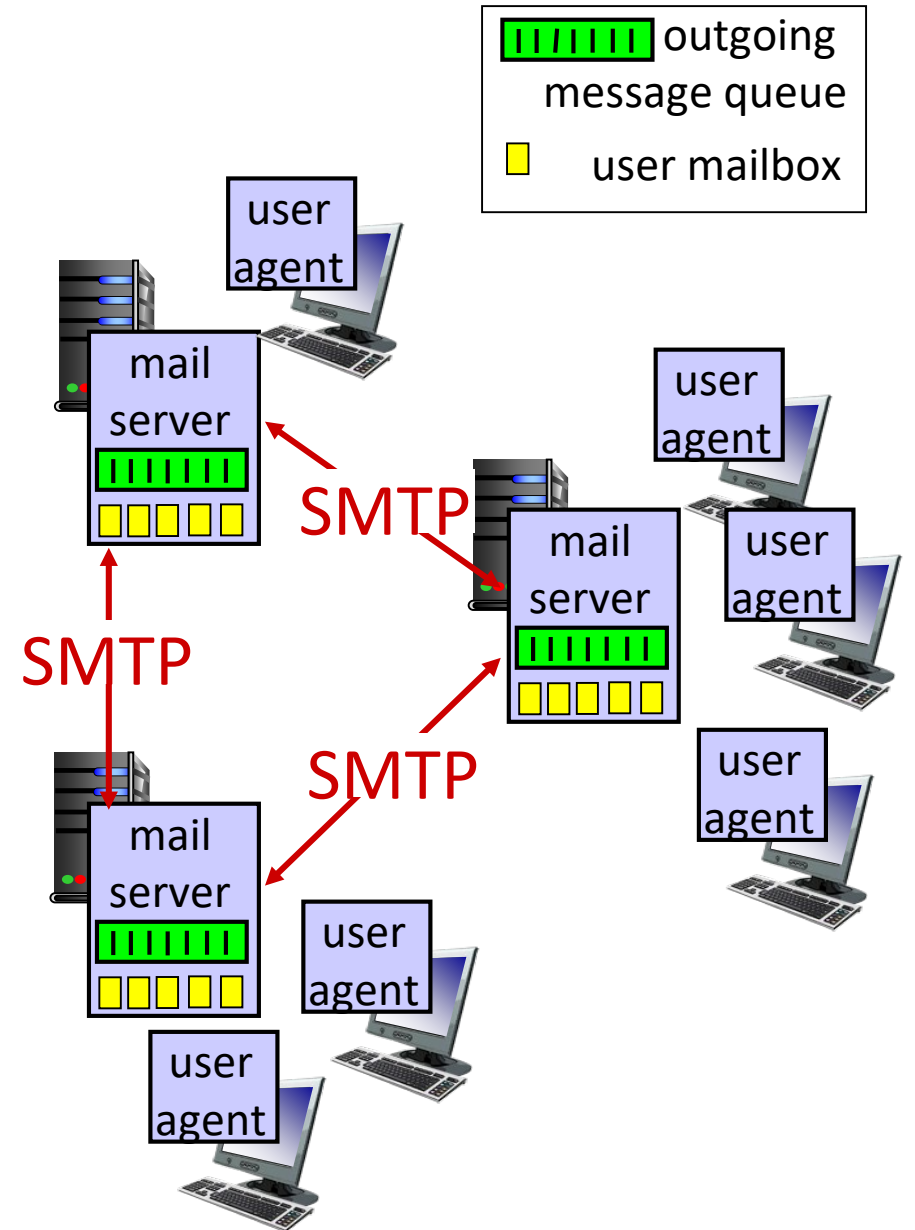 outgoing
message queue
user mailbox
user
agent
mail
server
SMTP
user
agent
mail
server
user
agent
SMTP
SMTP
user
agent
mail
server
user
agent
user
agent